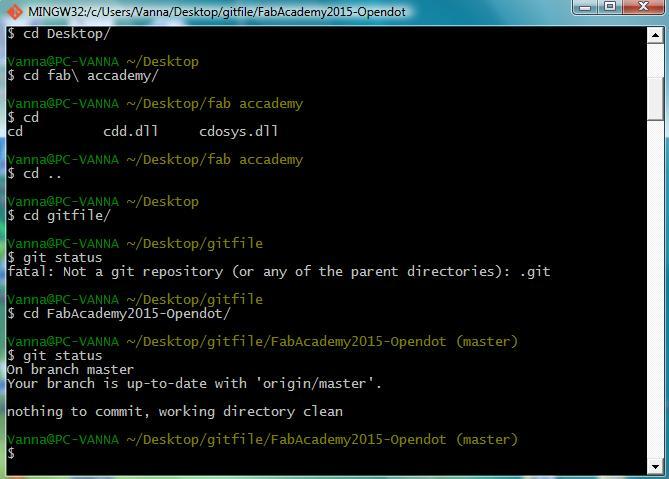 MINGW32:/c/Users/Vanna/Desktop/gitfile/FabAcademy2015-Opendot
$ cd Desktop/
Vanna@PC-VANNA ~/Desktop
$ cd fab\ accademy/
Vanna@PC-VANNA ~/Desktop/fab accademy
$ cd
cd cdd.dll cdosys.dll
Vanna@PC-VANNA ~/Desktop/fab accademy
$ cd ..
Vanna@PC-VANNA ~/Desktop
$ cd gitfile/
Vanna@PC-VANNA ~/Desktop/gitfile
$ git status
fatal: Not a git repository (or any of the parent directories): .git
Vanna@PC-VANNA ~/Desktop/gitfile
$ cd FabAcademy2015-Opendot/
Vanna@PC-VANNA ~/Desktop/gitfile/FabAcademy2015-Opendot (master)
$ git status
On branch master
Your branch is up-to-date with 'origin/master'.
nothing to commit, working directory clean
Vanna@PC-VANNA ~/Desktop/gitfile/FabAcademy2015-Opendot (master)
$